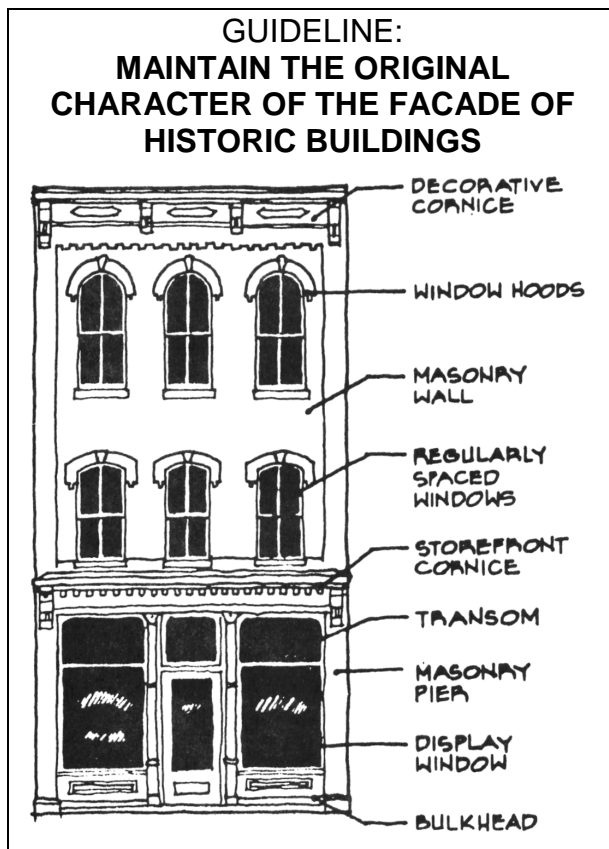 GUIDELINE:
MAINTAIN THE ORIGINAL
CHARACTER OF THE FACADE OF
HISTORIC BUILDINGS
DECORATIVE
CORNICE
WINDOW HOODS
MASONRY
WALL
REGULARLY
SPACED
WINDOWS
STOREFRONT
CORNICE
TRANSOM
MASONRY
PIER
DISPLAY
WINDOW
BULKHEAD